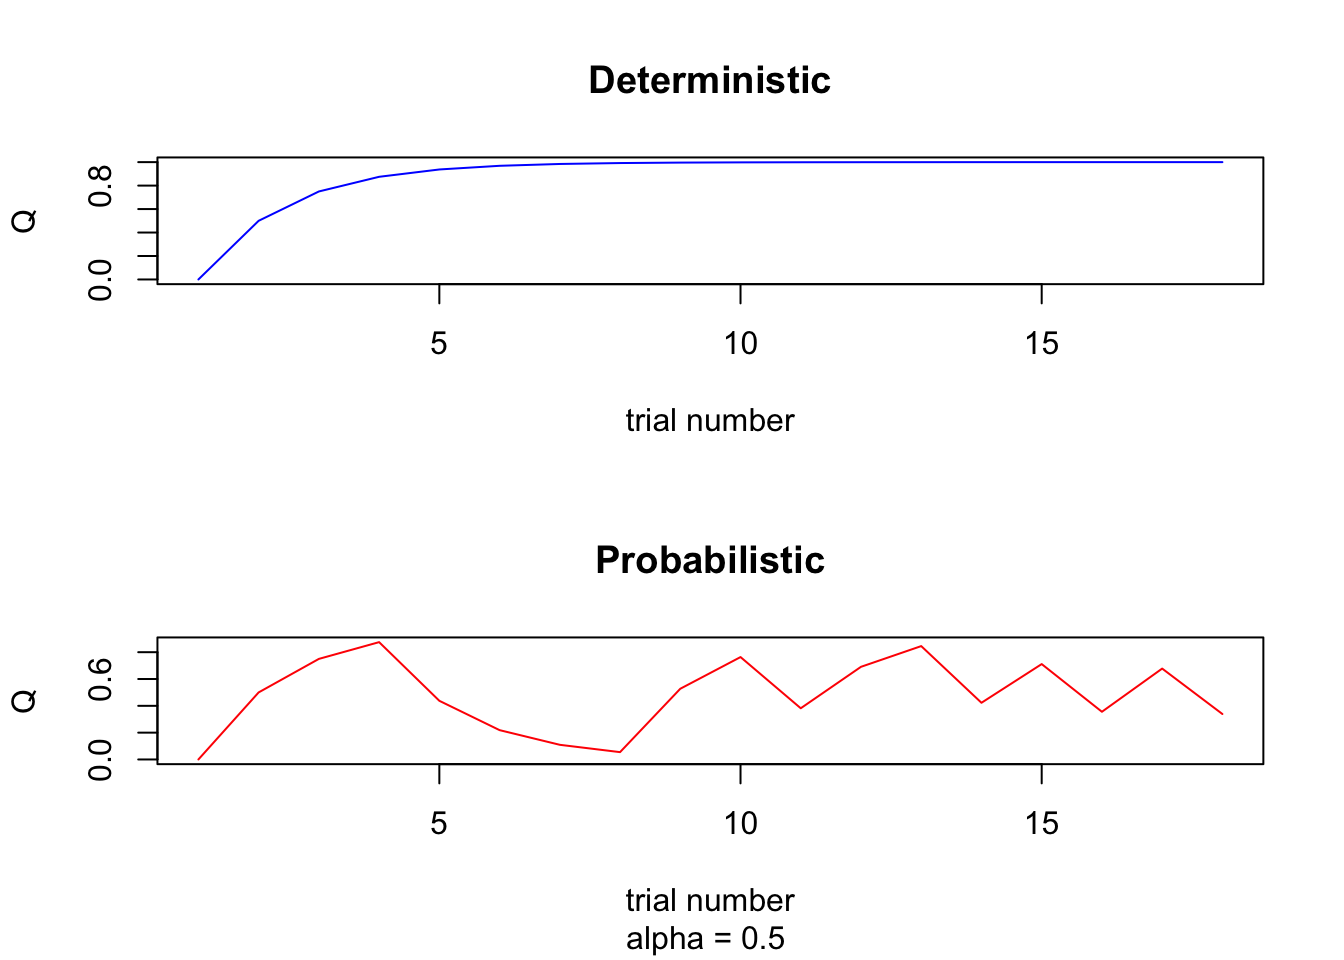 Deterministic
Q
0.8
0.0
5 10 15
trial number
Probabilistic
Q
0.6
0.0
5 10 15
trial number
alpha = 0.5